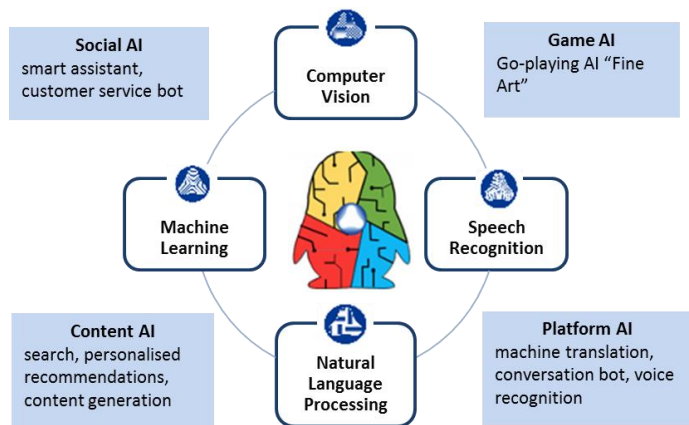 Social AI
smart assistant,
customer service bot
Computer
Vision
Game AI
Go-playing AI “Fine
Art”
Machine
Learning
Speech
Recognition
Content AI
search, personalised
recommendations,
content generation
Natural
Language
Processing
Platform AI
machine translation,
conversation bot, voice
recognition